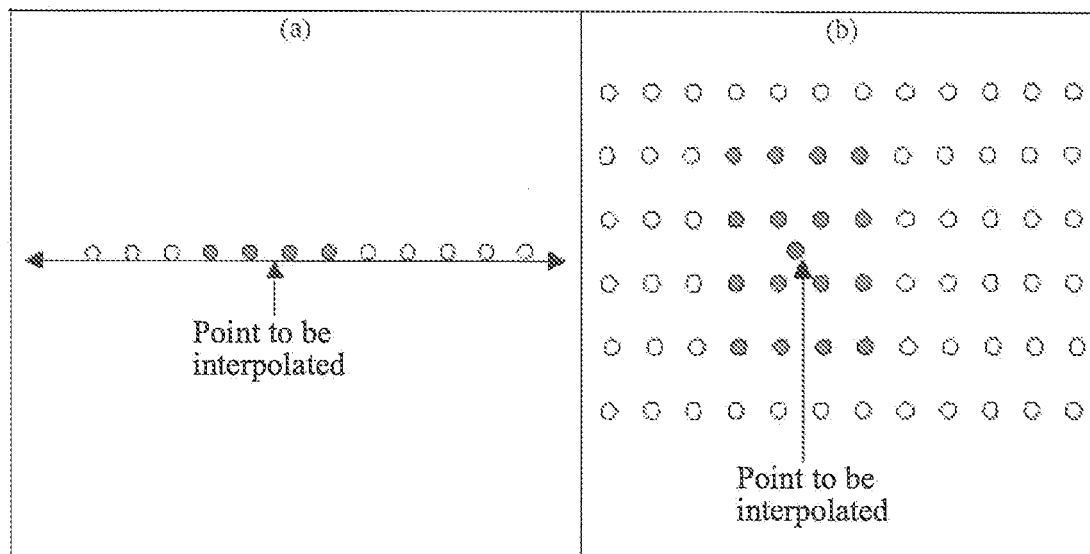 (a)
(b)
Point to be
interpolated
Point to be
interpolated